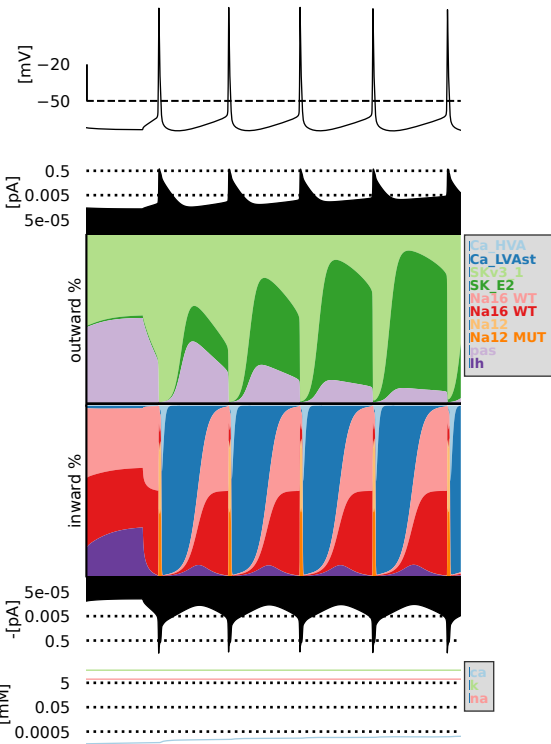 [mV]
−20
−50
[pA]
0.5
0.005
5e-05
outward %
Ca_HVA
Ca_LVAst
SKv3_1
SK_E2
Na16 WT
Na16 WT
Na12
Na12 MUT
pas
Ih
inward %
-[pA]
5e-05
0.005
0.5
[mM]
5
0.05
0.0005
ca
k
na